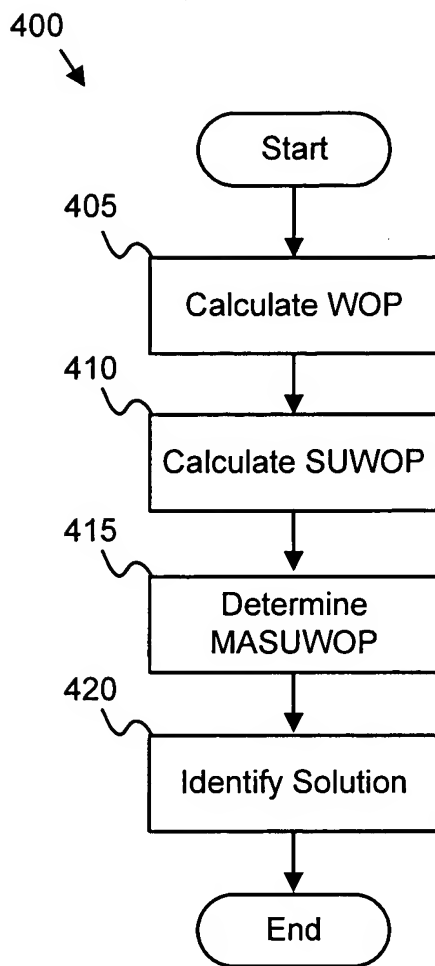 400
Start
405
Calculate WOP
410
Calculate SUWOP
415
Determine
MASUWOP
420
Identify Solution
End